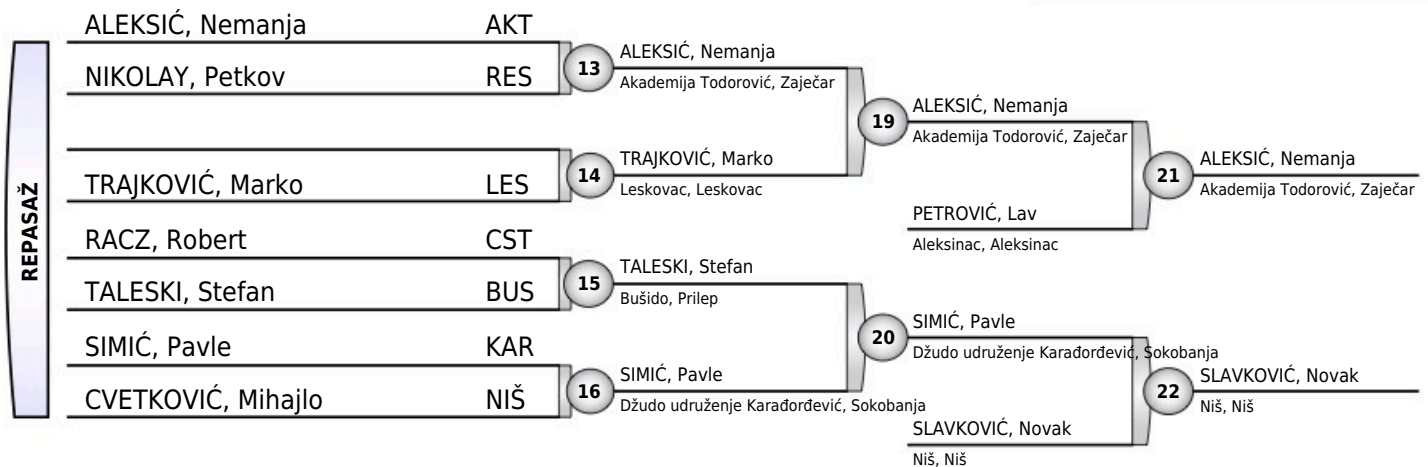 REPASAŽ
ALEKSIĆ, Nemanja AKT
NIKOLAY, Petkov RES
TRAJKOVIĆ, Marko LES
RACZ, Robert CST
TALESKI, Stefan BUS
SIMIĆ, Pavle KAR
CVETKOVIĆ, Mihajlo NIŠ
13
ALEKSIĆ, Nemanja
Akademija Todorović, Zaječar
14
TRAJKOVIĆ, Marko
Leskovac, Leskovac
15
TALESKI, Stefan
Bušido, Prilep
16
SIMIĆ, Pavle
Džudo udruženje Karađorđević, Sokobanja
19
ALEKSIĆ, Nemanja
Akademija Todorović, Zaječar
PETROVIĆ, Lav
Aleksinac, Aleksinac
20
SIMIĆ, Pavle
Džudo udruženje Karađorđević, Sokobanja
SLAVKOVIĆ, Novak
Niš, Niš
21
ALEKSIĆ, Nemanja
Akademija Todorović, Zaječar
22
SLAVKOVIĆ, Novak
Niš, Niš